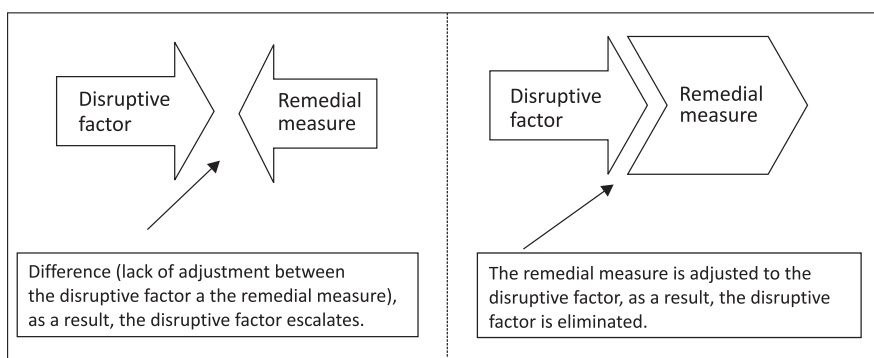 Disruptive
factor
Remedial
measure
Difference (lack of adjustment between
the disruptive factor a the remedial measure),
as a result, the disruptive factor escalates.
Disruptive
factor
Remedial
measure
The remedial measure is adjusted to the
disruptive factor, as a result, the disruptive
factor is eliminated.